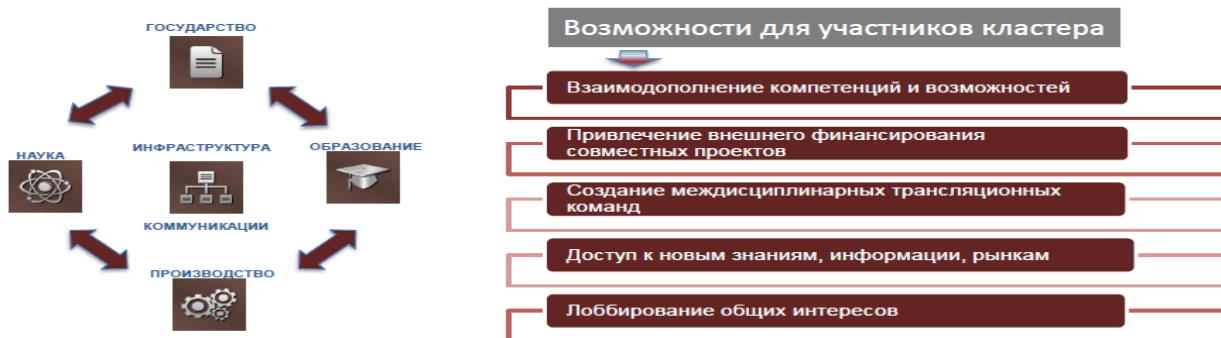 ГОСУДАРСТВО
НАУКА
ИНФРАСТРУКТУРА
ОБРАЗОВАНИЕ
КОММУНИКАЦИИ
ПРОИЗВОДСТВО
Возможности для участников кластера
Взаимодополнение компетенций и возможностей
Привлечение внешнего финансирования
совместных проектов
Создание междисциплинарных трансляционных
команд
Доступ к новым знаниям, информации, рынкам
Лоббирование общих интересов